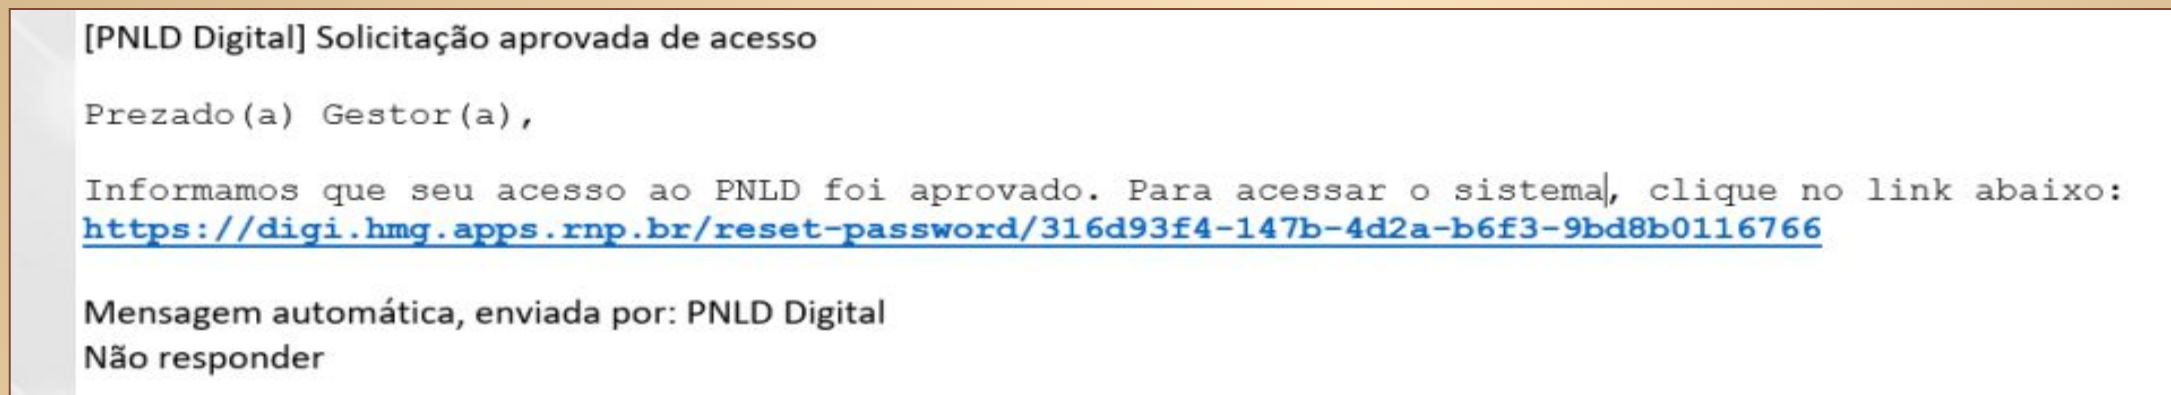 [PNLD Digital] Solicitação aprovada de acesso
Prezado(a) Gestor(a),
Informamos que seu acesso ao PNLD foi aprovado. Para acessar o sistema, clique no link abaixo:
https://digi.hmg.apps.rnp.br/reset-password/316d93f4-147b-4d2a-b6f3-9bd8b0116766
Mensagem automática, enviada por: PNLD Digital
Não responder